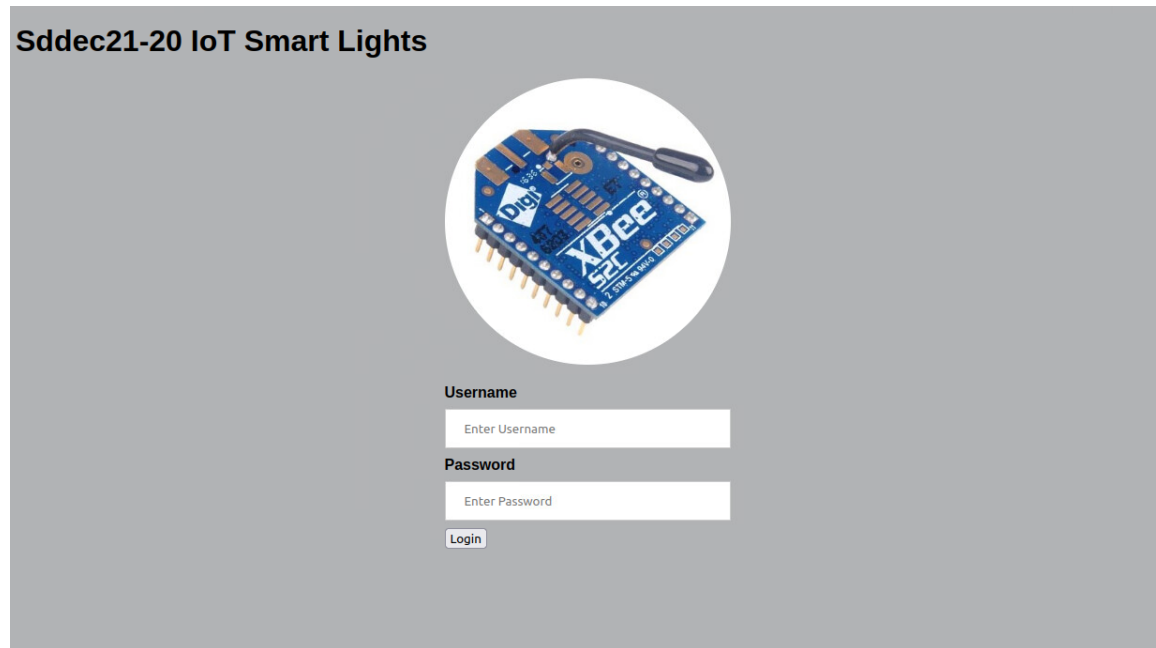 Sddec21-20 IoT Smart Lights
Digi
XBee
S2C
Username
Enter Username
Password
Enter Password
Login